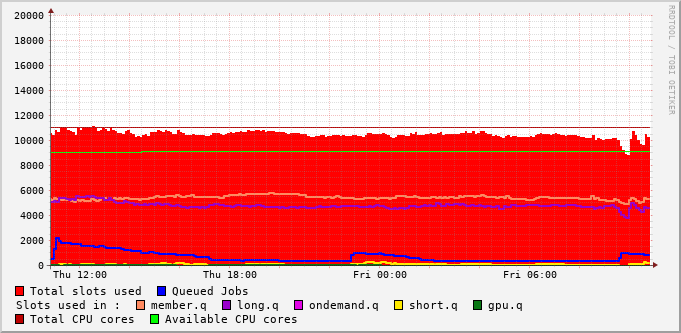 RRDTOOL / TOBI OETIKER
20000
18000
16000
14000
12000
10000
8000
6000
4000
2000
0
Thu 12:00 Thu 18:00 Fri 00:00 Fri 06:00
Total slots used Queued Jobs
Slots used in : member.q long.q ondemand.q short.q gpu.q
Total CPU cores Available CPU cores